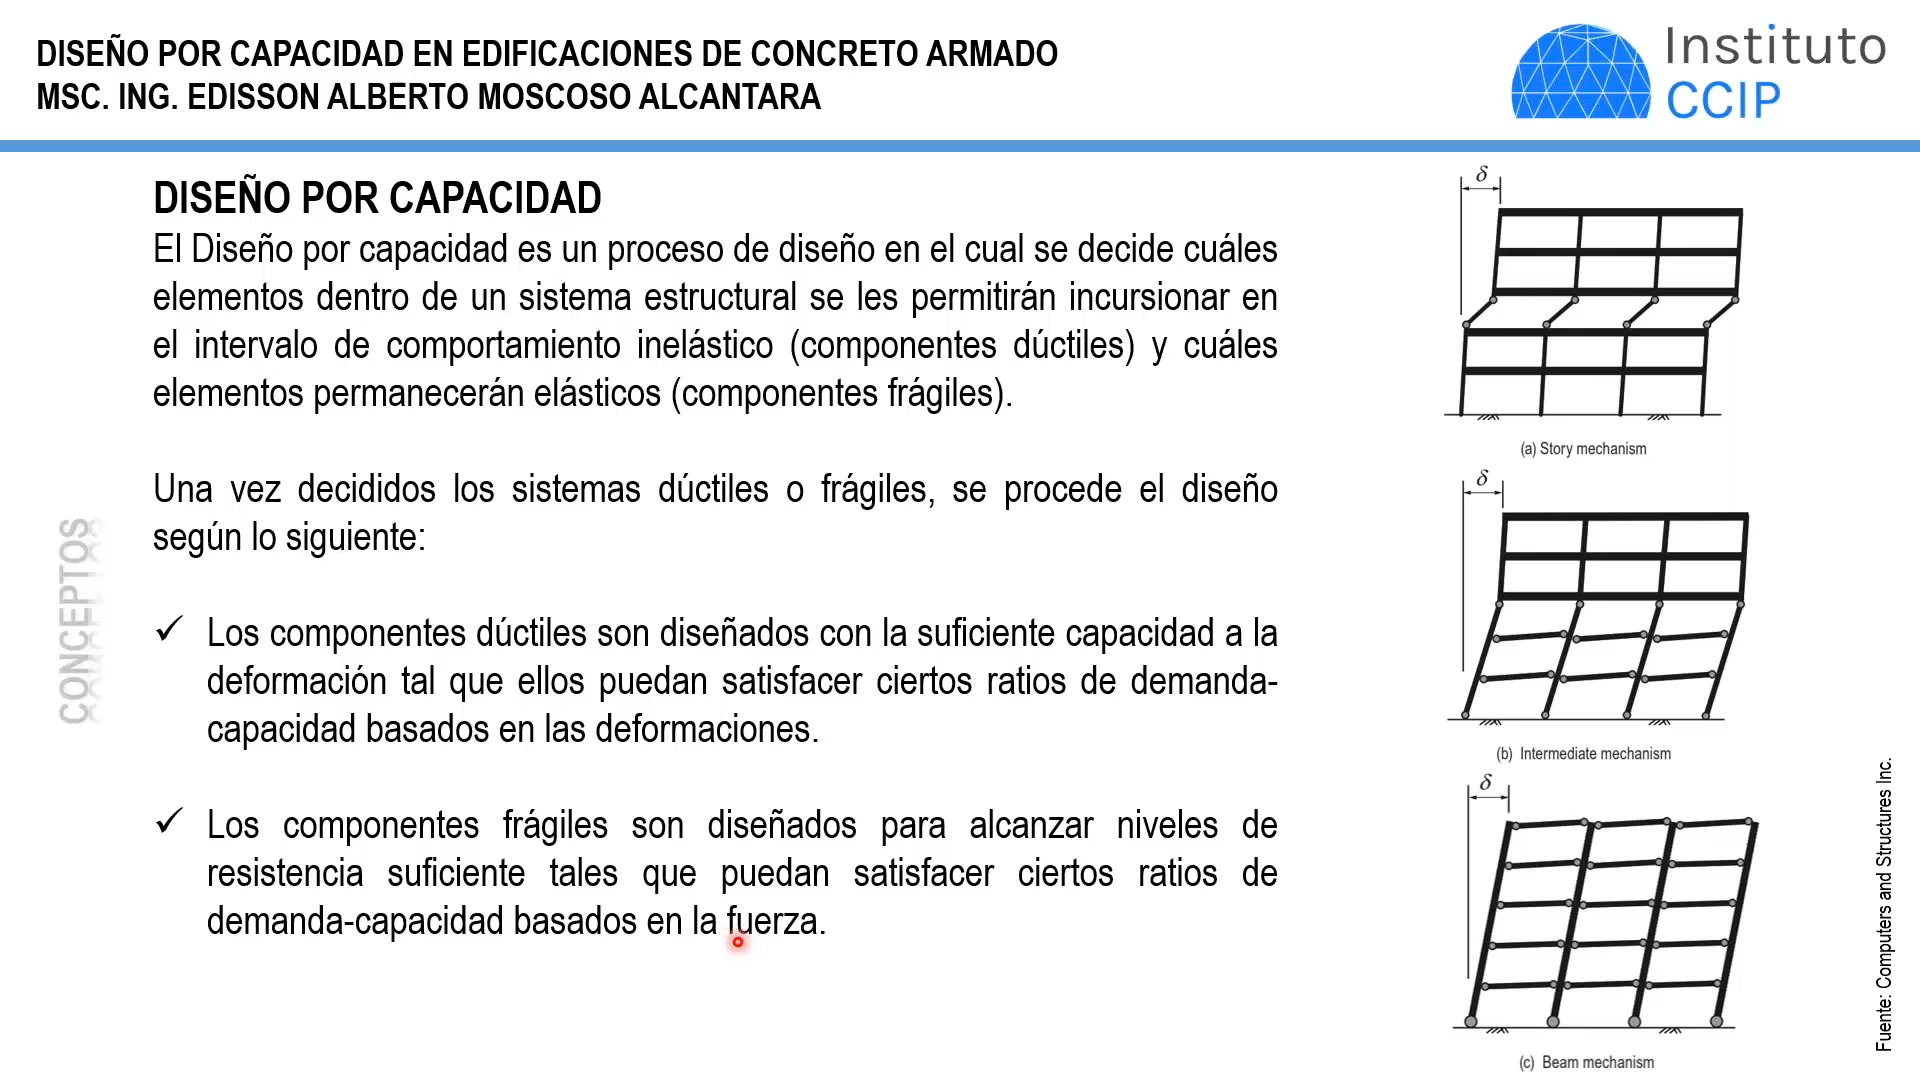 DISEÑO POR CAPACIDAD EN EDIFICACIONES DE CONCRETO ARMADO
MSC. ING. EDISSON ALBERTO MOSCOSO ALCANTARA
Instituto
CCIP
DISEÑO POR CAPACIDAD
El Diseño por capacidad es un proceso de diseño en el cual se decide cuáles
elementos dentro de un sistema estructural se les permitirán incursionar en
el intervalo de comportamiento inelástico (componentes dúctiles) y cuáles
elementos permanecerán elásticos (componentes frágiles).
Una vez decididos los sistemas dúctiles o frágiles, se procede el diseño
según lo siguiente:
✓ Los componentes dúctiles son diseñados con la suficiente capacidad a la
deformación tal que ellos puedan satisfacer ciertos ratios de demanda-
capacidad basados en las deformaciones.
✓ Los componentes frágiles son diseñados para alcanzar niveles de
resistencia suficiente tales que puedan satisfacer ciertos ratios de
demanda-capacidad basados en la fuerza.
CONCEPTOS
δ
(a) Story mechanism
δ
(b) Intermediate mechanism
δ
(c) Beam mechanism
Fuente: Computers and Structures Inc.